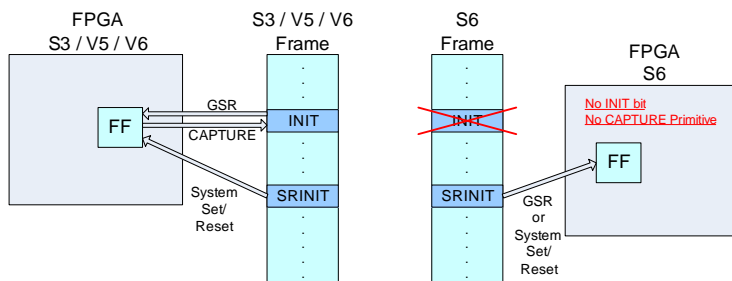 FPGA
S3 / V5 / V6
S3 / V5 / V6
Frame
S6
Frame
FPGA
S6
GSR
FF
INIT
CAPTURE
System
Set/
Reset
SRINIT
INIT
SRINIT
No INIT bit
No CAPTURE Primitive
FF
GSR
or
System
Set/
Reset